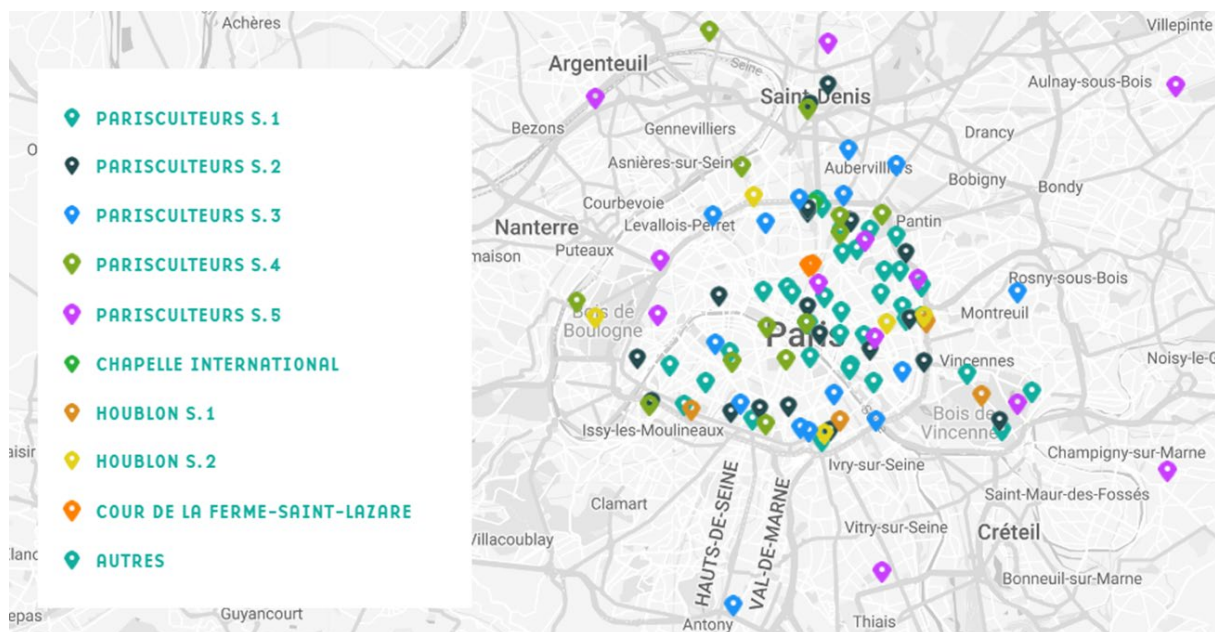 Achères
Villepinte
Argenteuil
Seine
Aulnay-sous-Bois
Saint-Denis
PARISCULTEURS S.1
Bezons
Gennevilliers
Drancy
PARISCULTEURS S.2
Asnières-sur-Seine
Aubervilliers
Bobigny
Bondy
Courbevoie
PARISCULTEURS S.3
Nanterre
Levallois-Perret
Pantin
Puteaux
maison
PARISCULTEURS S.4
Rosny-sous-Bois
PARISCULTEURS S.5
Bois de
Boulogne
Montreuil
Paris
CHAPELLE INTERNATIONAL
Vincennes
Noisy-le-G
HOUBLON S.1
Bois de
Vincennes
Issy-les-Moulineaux
aisir
Champigny-sur-Marne
HOUBLON S.2
Ivry-sur-Seine
Saint-Maur-des-Fossés
Clamart
COUR DE LA FERME-SAINT-LAZARE
HAUTS-DE-SEINE
VAL-DE-MARNE
Vitry-sur-Seine
Créteil
Villacoublay
AUTRES
Bonneuil-sur-Marne
epas
Guyancourt
Antony
Thiais